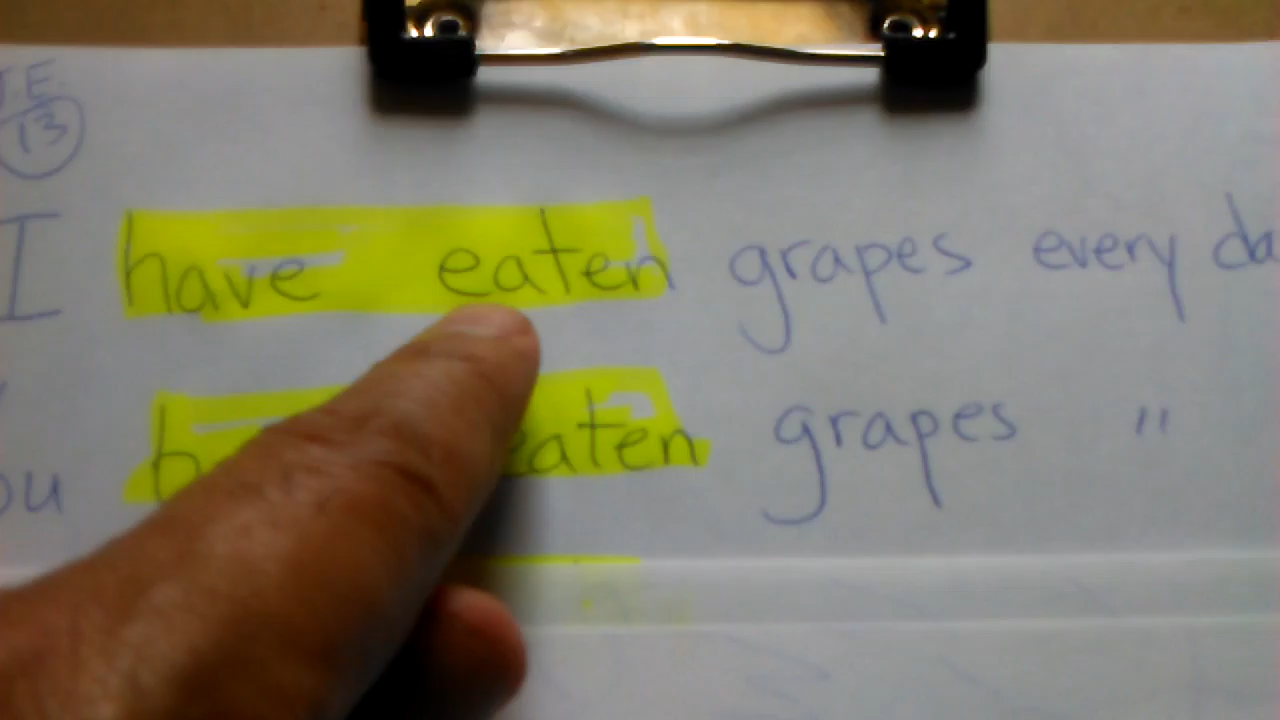 J.E.
13
I have eaten grapes every da
ou eaten grapes "